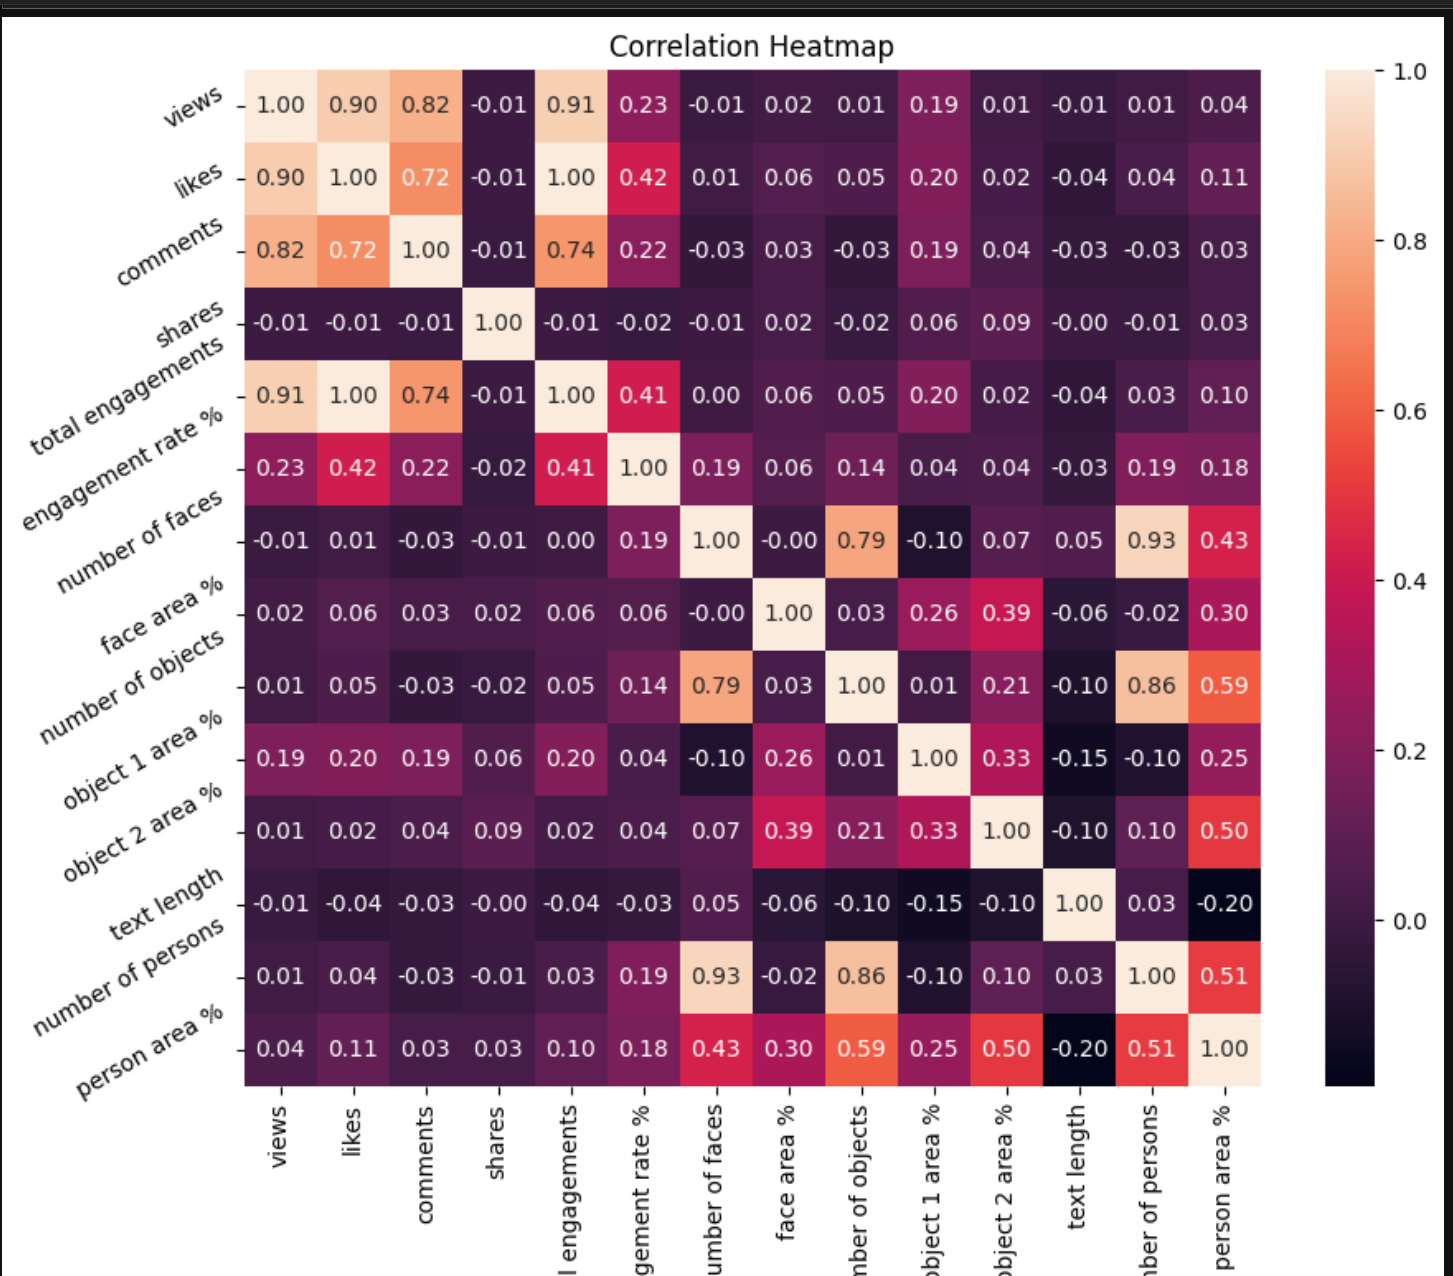 Correlation Heatmap
views 1.00 0.90 0.82 -0.01 0.91 0.23 -0.01 0.02 0.01 0.19 0.01 -0.01 0.01 0.04
likes 0.90 1.00 0.72 -0.01 1.00 0.42 0.01 0.06 0.05 0.20 0.02 -0.04 0.04 0.11
comments 0.82 0.72 1.00 -0.01 0.74 0.22 -0.03 0.03 -0.03 0.19 0.04 -0.03 -0.03 0.03
shares -0.01 -0.01 -0.01 1.00 -0.01 -0.02 -0.01 0.02 -0.02 0.06 0.09 -0.00 -0.01 0.03
total engagements 0.91 1.00 0.74 -0.01 1.00 0.41 0.00 0.06 0.05 0.20 0.02 -0.04 0.03 0.10
engagement rate % 0.23 0.42 0.22 -0.02 0.41 1.00 0.19 0.06 0.14 0.04 0.04 -0.03 0.19 0.18
number of faces -0.01 0.01 -0.03 -0.01 0.00 0.19 1.00 -0.00 0.79 -0.10 0.07 0.05 0.93 0.43
face area % 0.02 0.06 0.03 0.02 0.06 0.06 -0.00 1.00 0.03 0.26 0.39 -0.06 -0.02 0.30
number of objects 0.01 0.05 -0.03 -0.02 0.05 0.14 0.79 0.03 1.00 0.01 0.21 -0.10 0.86 0.59
object 1 area % 0.19 0.20 0.19 0.06 0.20 0.04 -0.10 0.26 0.01 1.00 0.33 -0.15 -0.10 0.25
object 2 area % 0.01 0.02 0.04 0.09 0.02 0.04 0.07 0.39 0.21 0.33 1.00 -0.10 0.10 0.50
text length -0.01 -0.04 -0.03 -0.00 -0.04 -0.03 0.05 -0.06 -0.10 -0.15 -0.10 1.00 0.03 -0.20
number of persons 0.01 0.04 -0.03 -0.01 0.03 0.19 0.93 -0.02 0.86 -0.10 0.10 0.03 1.00 0.51
person area % 0.04 0.11 0.03 0.03 0.10 0.18 0.43 0.30 0.59 0.25 0.50 -0.20 0.51 1.00
views
likes
comments
shares
l engagements
gement rate %
umber of faces
face area %
mber of objects
object 1 area %
object 2 area %
text length
mber of persons
person area %
1.0
0.8
0.6
0.4
0.2
0.0